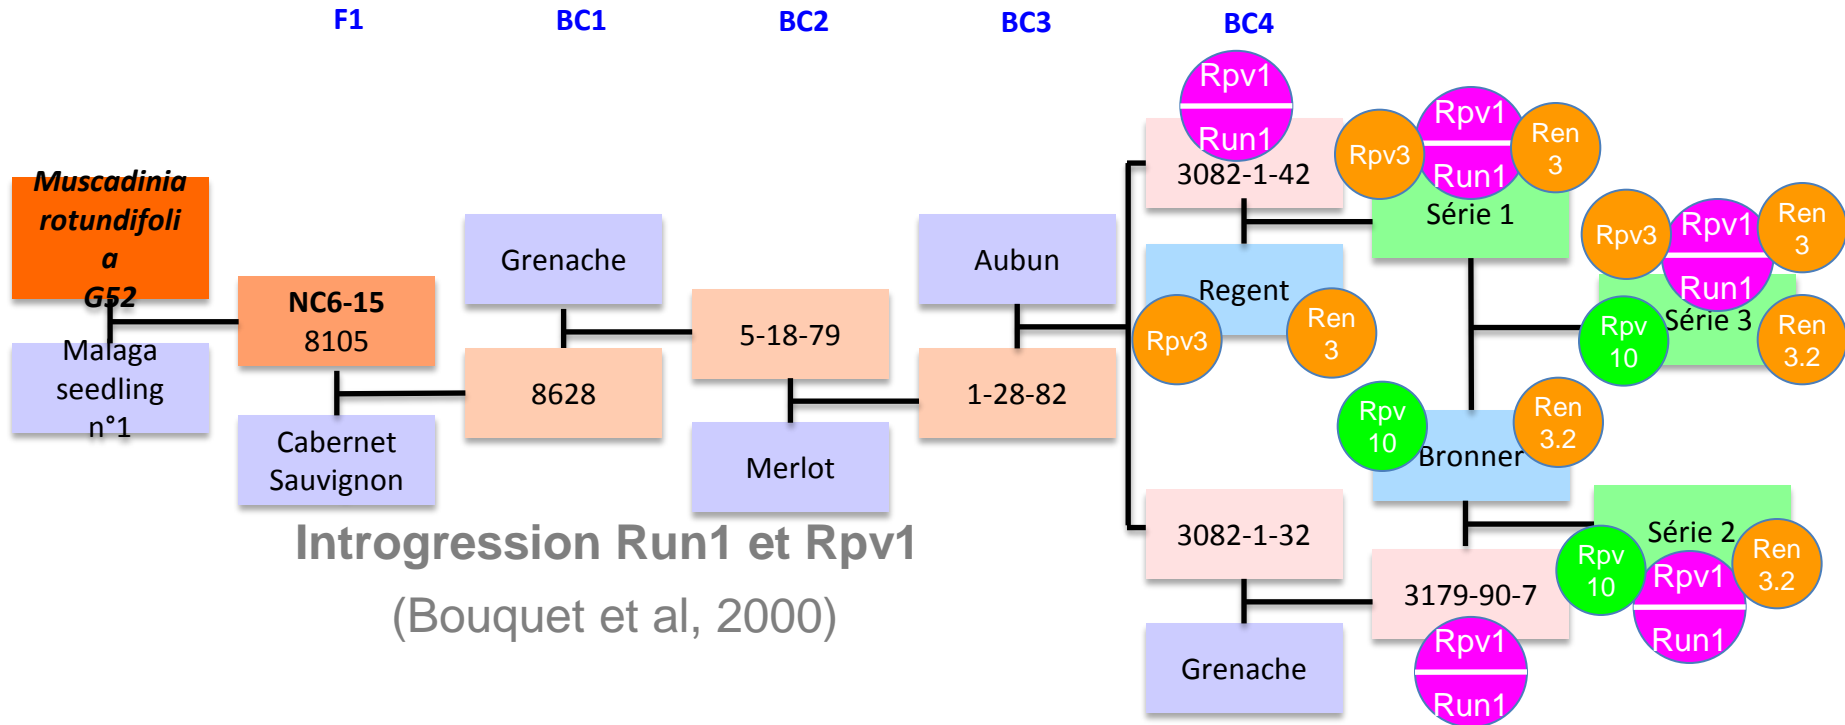 F1
BC1
BC2
BC3
BC4
Muscadinia
rotundifoli
a
G52
Malaga
seedling
n°1
NC6-15
8105
Cabernet
Sauvignon
Grenache
8628
5-18-79
Merlot
Aubun
1-28-82
Rpv1
Run1
3082-1-42
Regent
Rpv3
Ren
3
3082-1-32
Grenache
Rpv3
Rpv1
Run1
Ren
3
Série 1
Rpv
10
Ren
3.2
Bronner
3179-90-7
Rpv1
Run1
Rpv3
Rpv1
Run1
Ren
3
Rpv
10
Série 3
Ren
3.2
Série 2
Rpv
10
Rpv1
Run1
Ren
3.2
Introgression Run1 et Rpv1
(Bouquet et al, 2000)